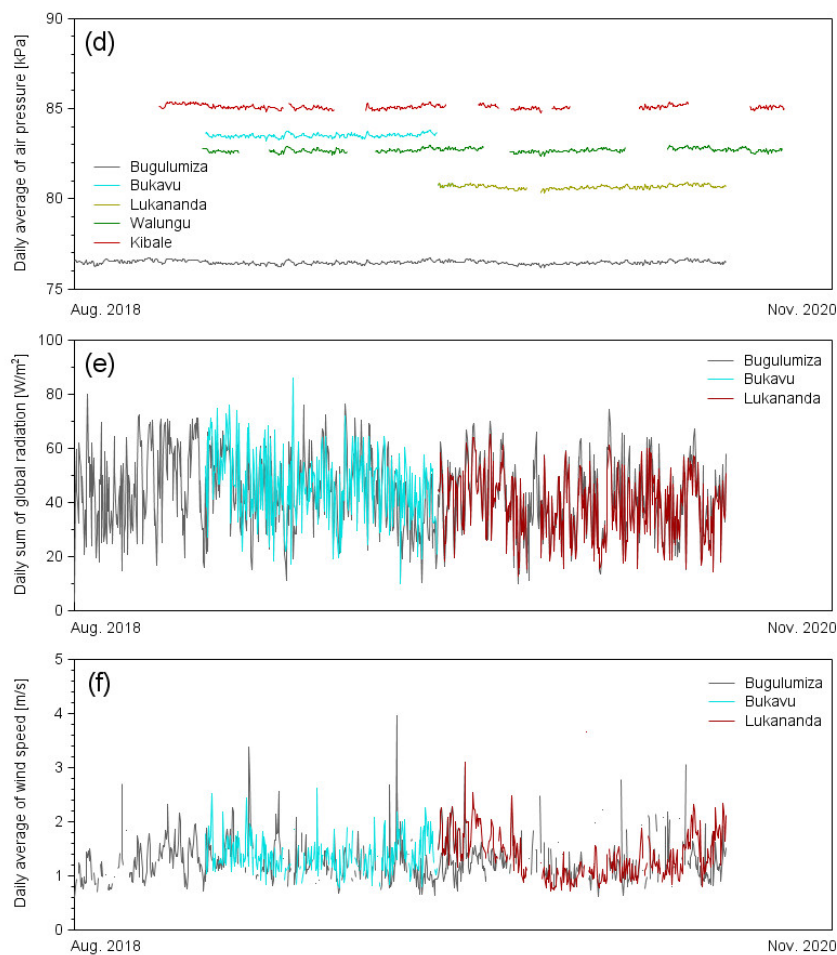 (d)
Daily average of air pressure [kPa]
90
85
80
75
Bugulumiza
Bukavu
Lukananda
Walungu
Kibale
Aug. 2018
Nov. 2020
(e)
Daily sum of global radiation [W/m²]
100
80
60
40
20
0
Bugulumiza
Bukavu
Lukananda
Aug. 2018
Nov. 2020
(f)
Daily average of wind speed [m/s]
5
4
3
2
1
0
Bugulumiza
Bukavu
Lukananda
Aug. 2018
Nov. 2020